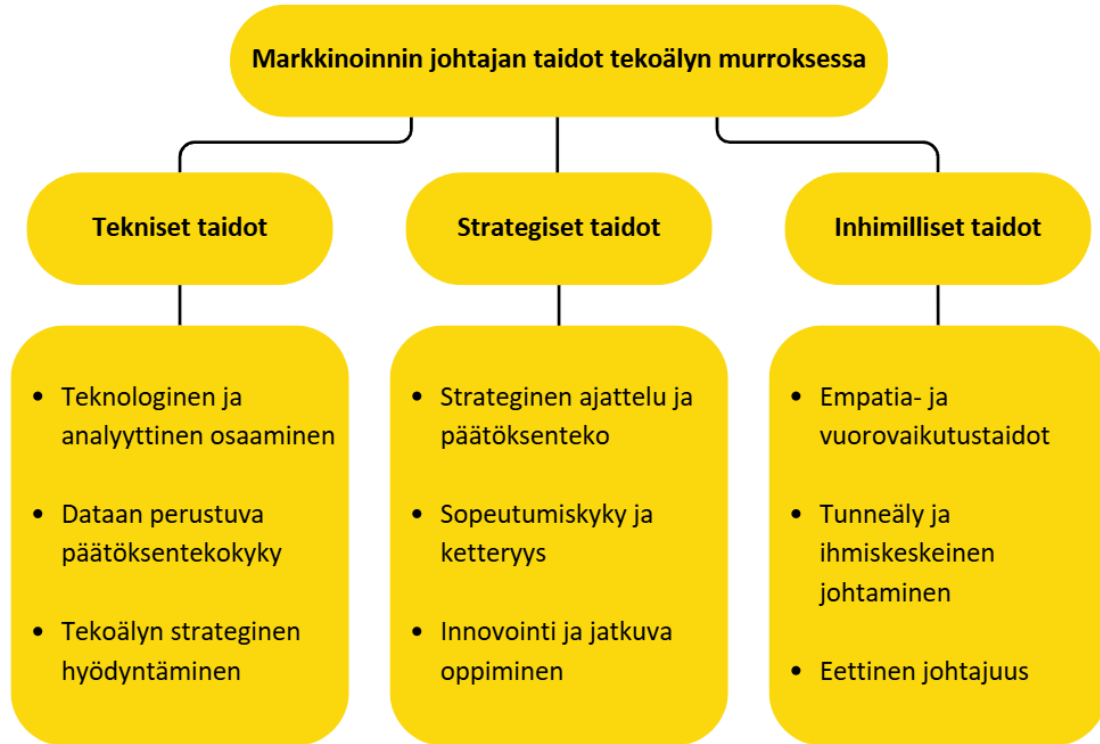 Markkinoinnin johtajan taidot tekoälyn murroksessa
Tekniset taidot
Strategiset taidot
Inhimilliset taidot
• Teknologinen ja
analyyttinen osaaminen
• Dataan perustuva
päätöksentekokyky
• Tekoälyn strateginen
hyödyntäminen
• Strateginen ajattelu ja
päätöksenteko
• Sopeutumiskyky ja
ketteryys
• Innovointi ja jatkuva
oppiminen
• Empatia- ja
vuorovaikutustaidot
• Tunneäly ja
ihmiskeskeinen
johtaminen
• Eettinen johtajuus